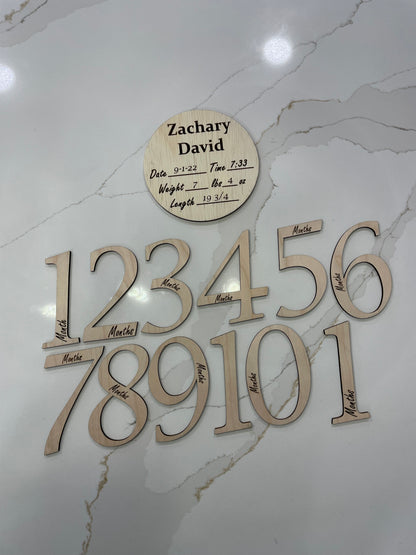 Zachary
David
Date 9-1-22 Time 7:33
Weight 7 lbs 4 oz
Length 19 3/4
1 2 3 4 5 6
Month Months Months Months Months Months
7 8 9 10 1
Months Months Months Months Months